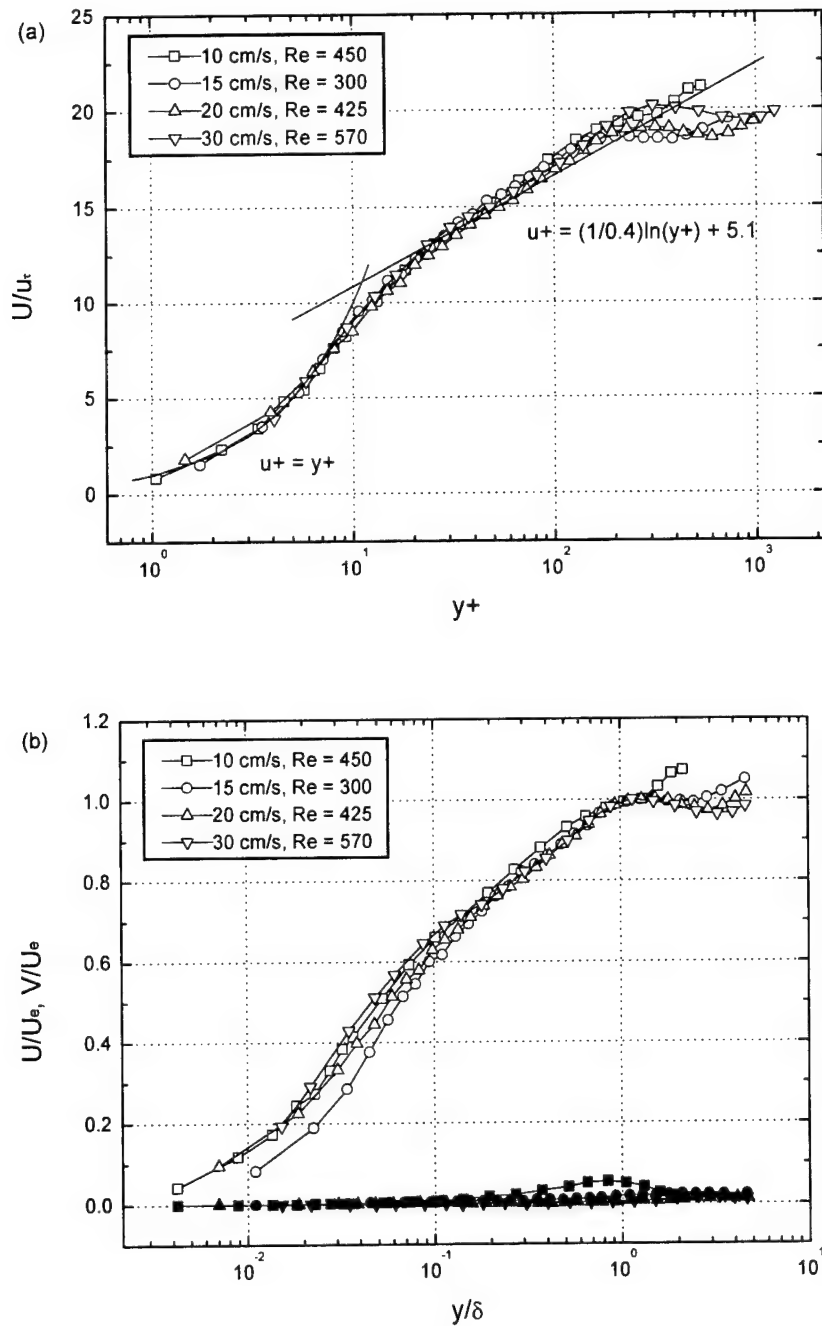 (a)
25
20
15
10
5
0
U/uτ
10 cm/s, Re = 450
15 cm/s, Re = 300
20 cm/s, Re = 425
30 cm/s, Re = 570
u+ = (1/0.4)ln(y+) + 5.1
u+ = y+
10⁰
10¹
10²
10³
y+
(b)
1.2
1.0
0.8
0.6
0.4
0.2
0.0
U/Ue, V/Ue
10 cm/s, Re = 450
15 cm/s, Re = 300
20 cm/s, Re = 425
30 cm/s, Re = 570
10⁻²
10⁻¹
10⁰
10¹
y/δ